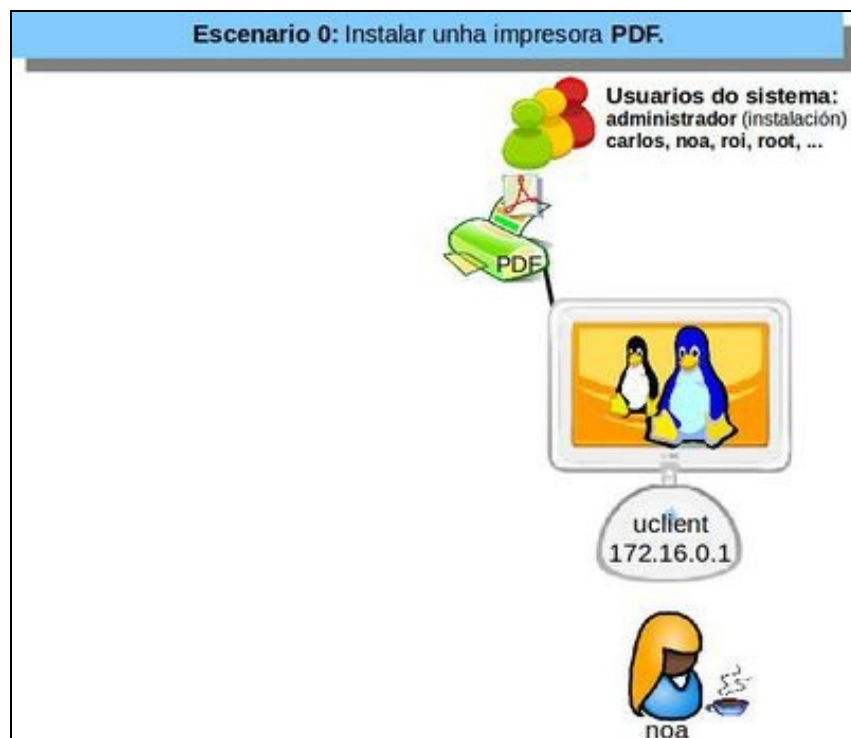 Escenario 0: Instalar unha impresora PDF.
Usuarios do sistema:
administrador (instalación)
carlos, noa, roi, root, ...
PDF
uclient
172.16.0.1
noa